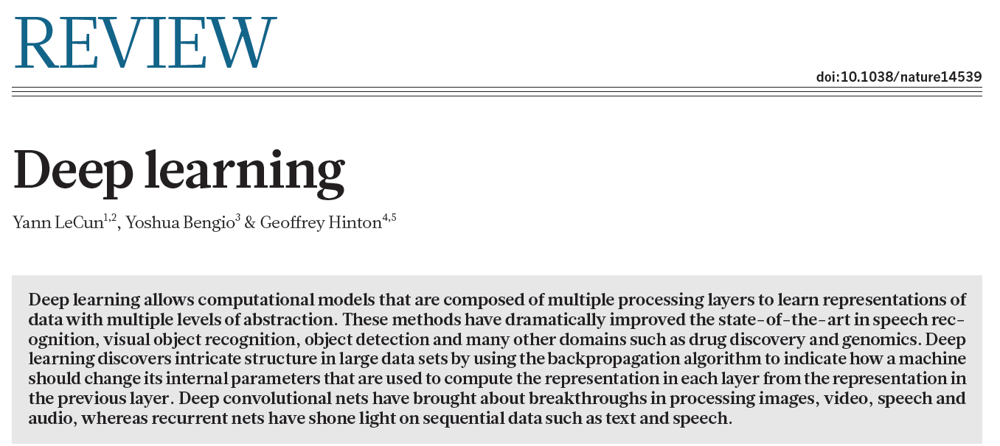 REVIEW
doi:10.1038/nature14539
Deep learning
Yann LeCun1,2, Yoshua Bengio3 & Geoffrey Hinton4,5
Deep learning allows computational models that are composed of multiple processing layers to learn representations of
data with multiple levels of abstraction. These methods have dramatically improved the state-of-the-art in speech rec-
ognition, visual object recognition, object detection and many other domains such as drug discovery and genomics. Deep
learning discovers intricate structure in large data sets by using the backpropagation algorithm to indicate how a machine
should change its internal parameters that are used to compute the representation in each layer from the representation in
the previous layer. Deep convolutional nets have brought about breakthroughs in processing images, video, speech and
audio, whereas recurrent nets have shone light on sequential data such as text and speech.